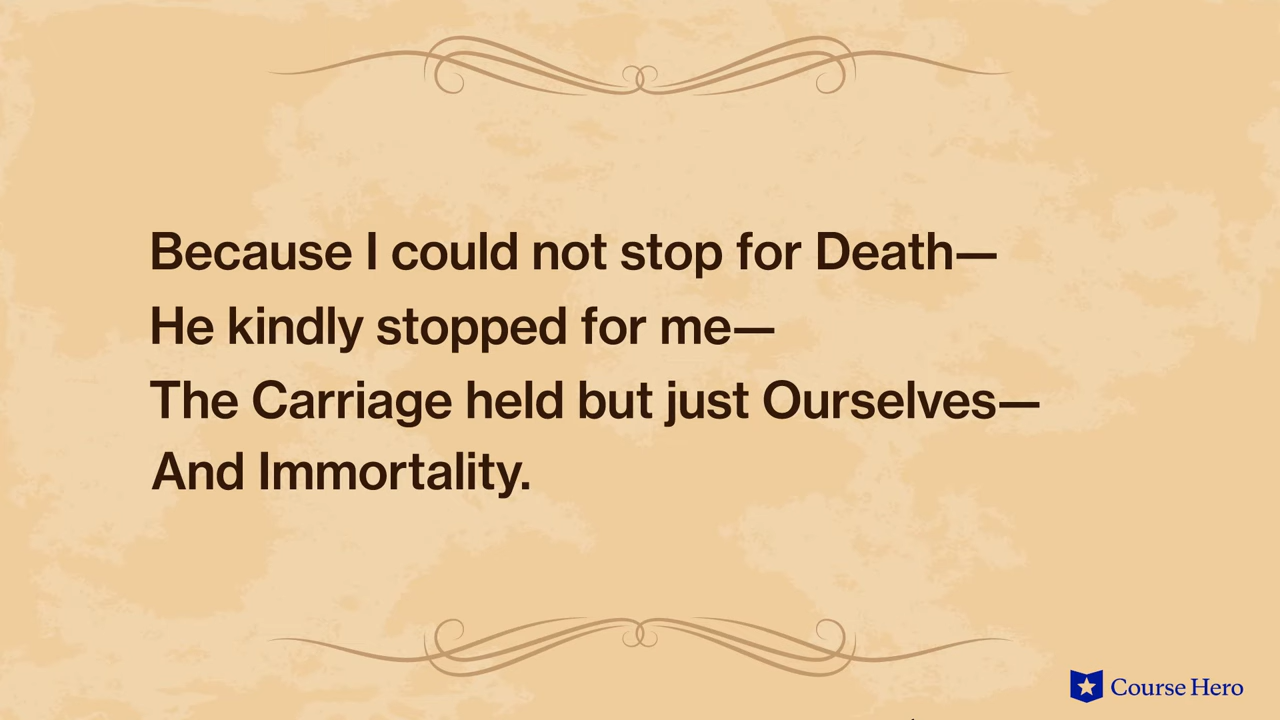 Because I could not stop for Death—
He kindly stopped for me—
The Carriage held but just Ourselves—
And Immortality.
Course Hero